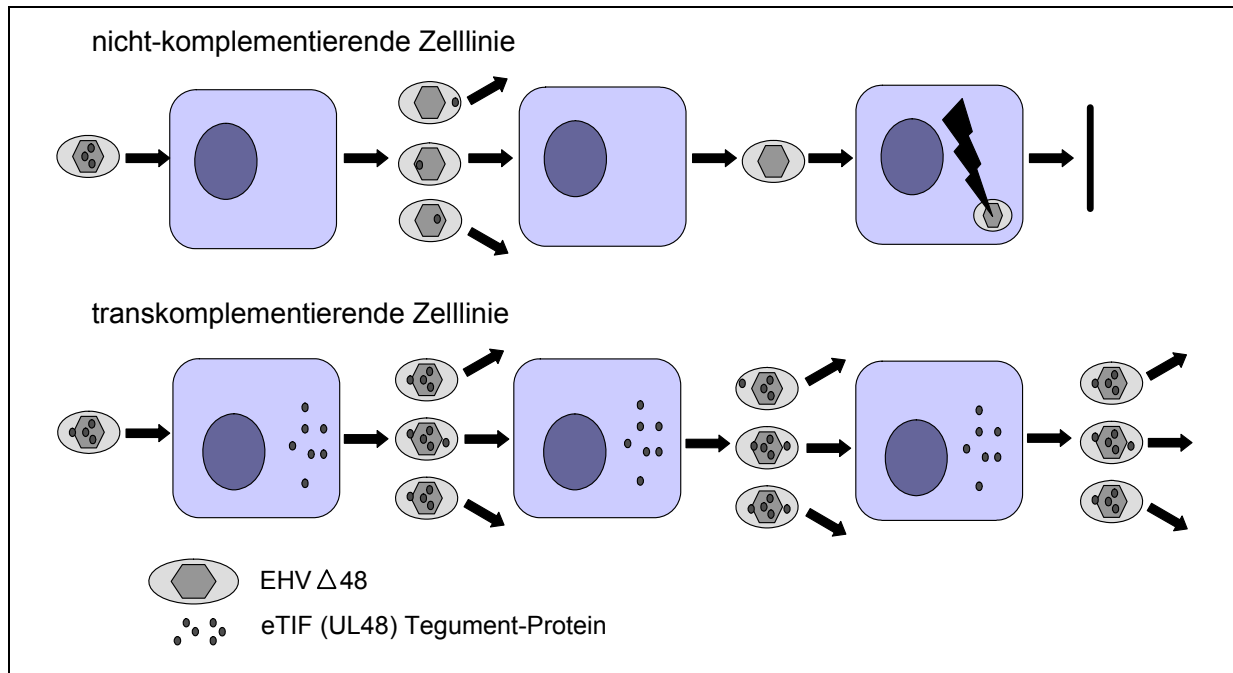 nicht-komplementierende Zelllinie
transkomplementierende Zelllinie
EHV △ 48
eTIF (UL48) Tegument-Protein